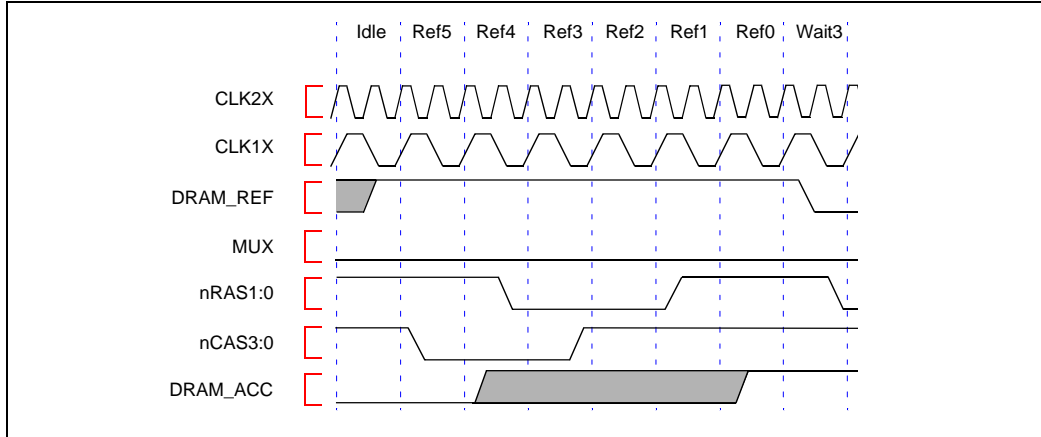 Idle Ref5 Ref4 Ref3 Ref2 Ref1 Ref0 Wait3
CLK2X
CLK1X
DRAM_REF
MUX
nRAS1:0
nCAS3:0
DRAM_ACC